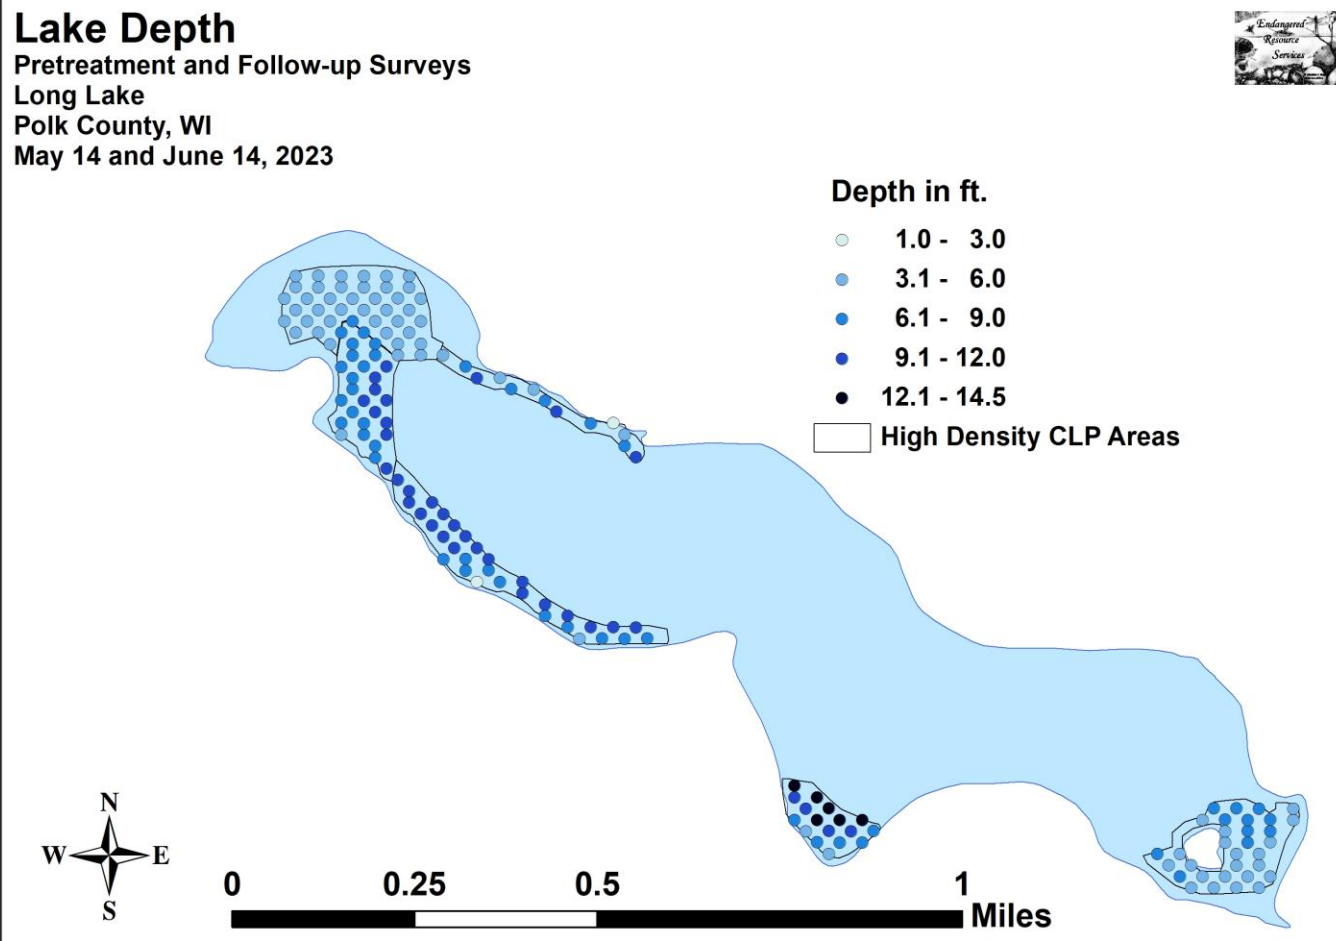 Lake Depth
Pretreatment and Follow-up Surveys
Long Lake
Polk County, WI
May 14 and June 14, 2023
Endangered
Resource
Services
Depth in ft.
1.0 - 3.0
3.1 - 6.0
6.1 - 9.0
9.1 - 12.0
12.1 - 14.5
High Density CLP Areas
N
W E
S
0 0.25 0.5 1
Miles